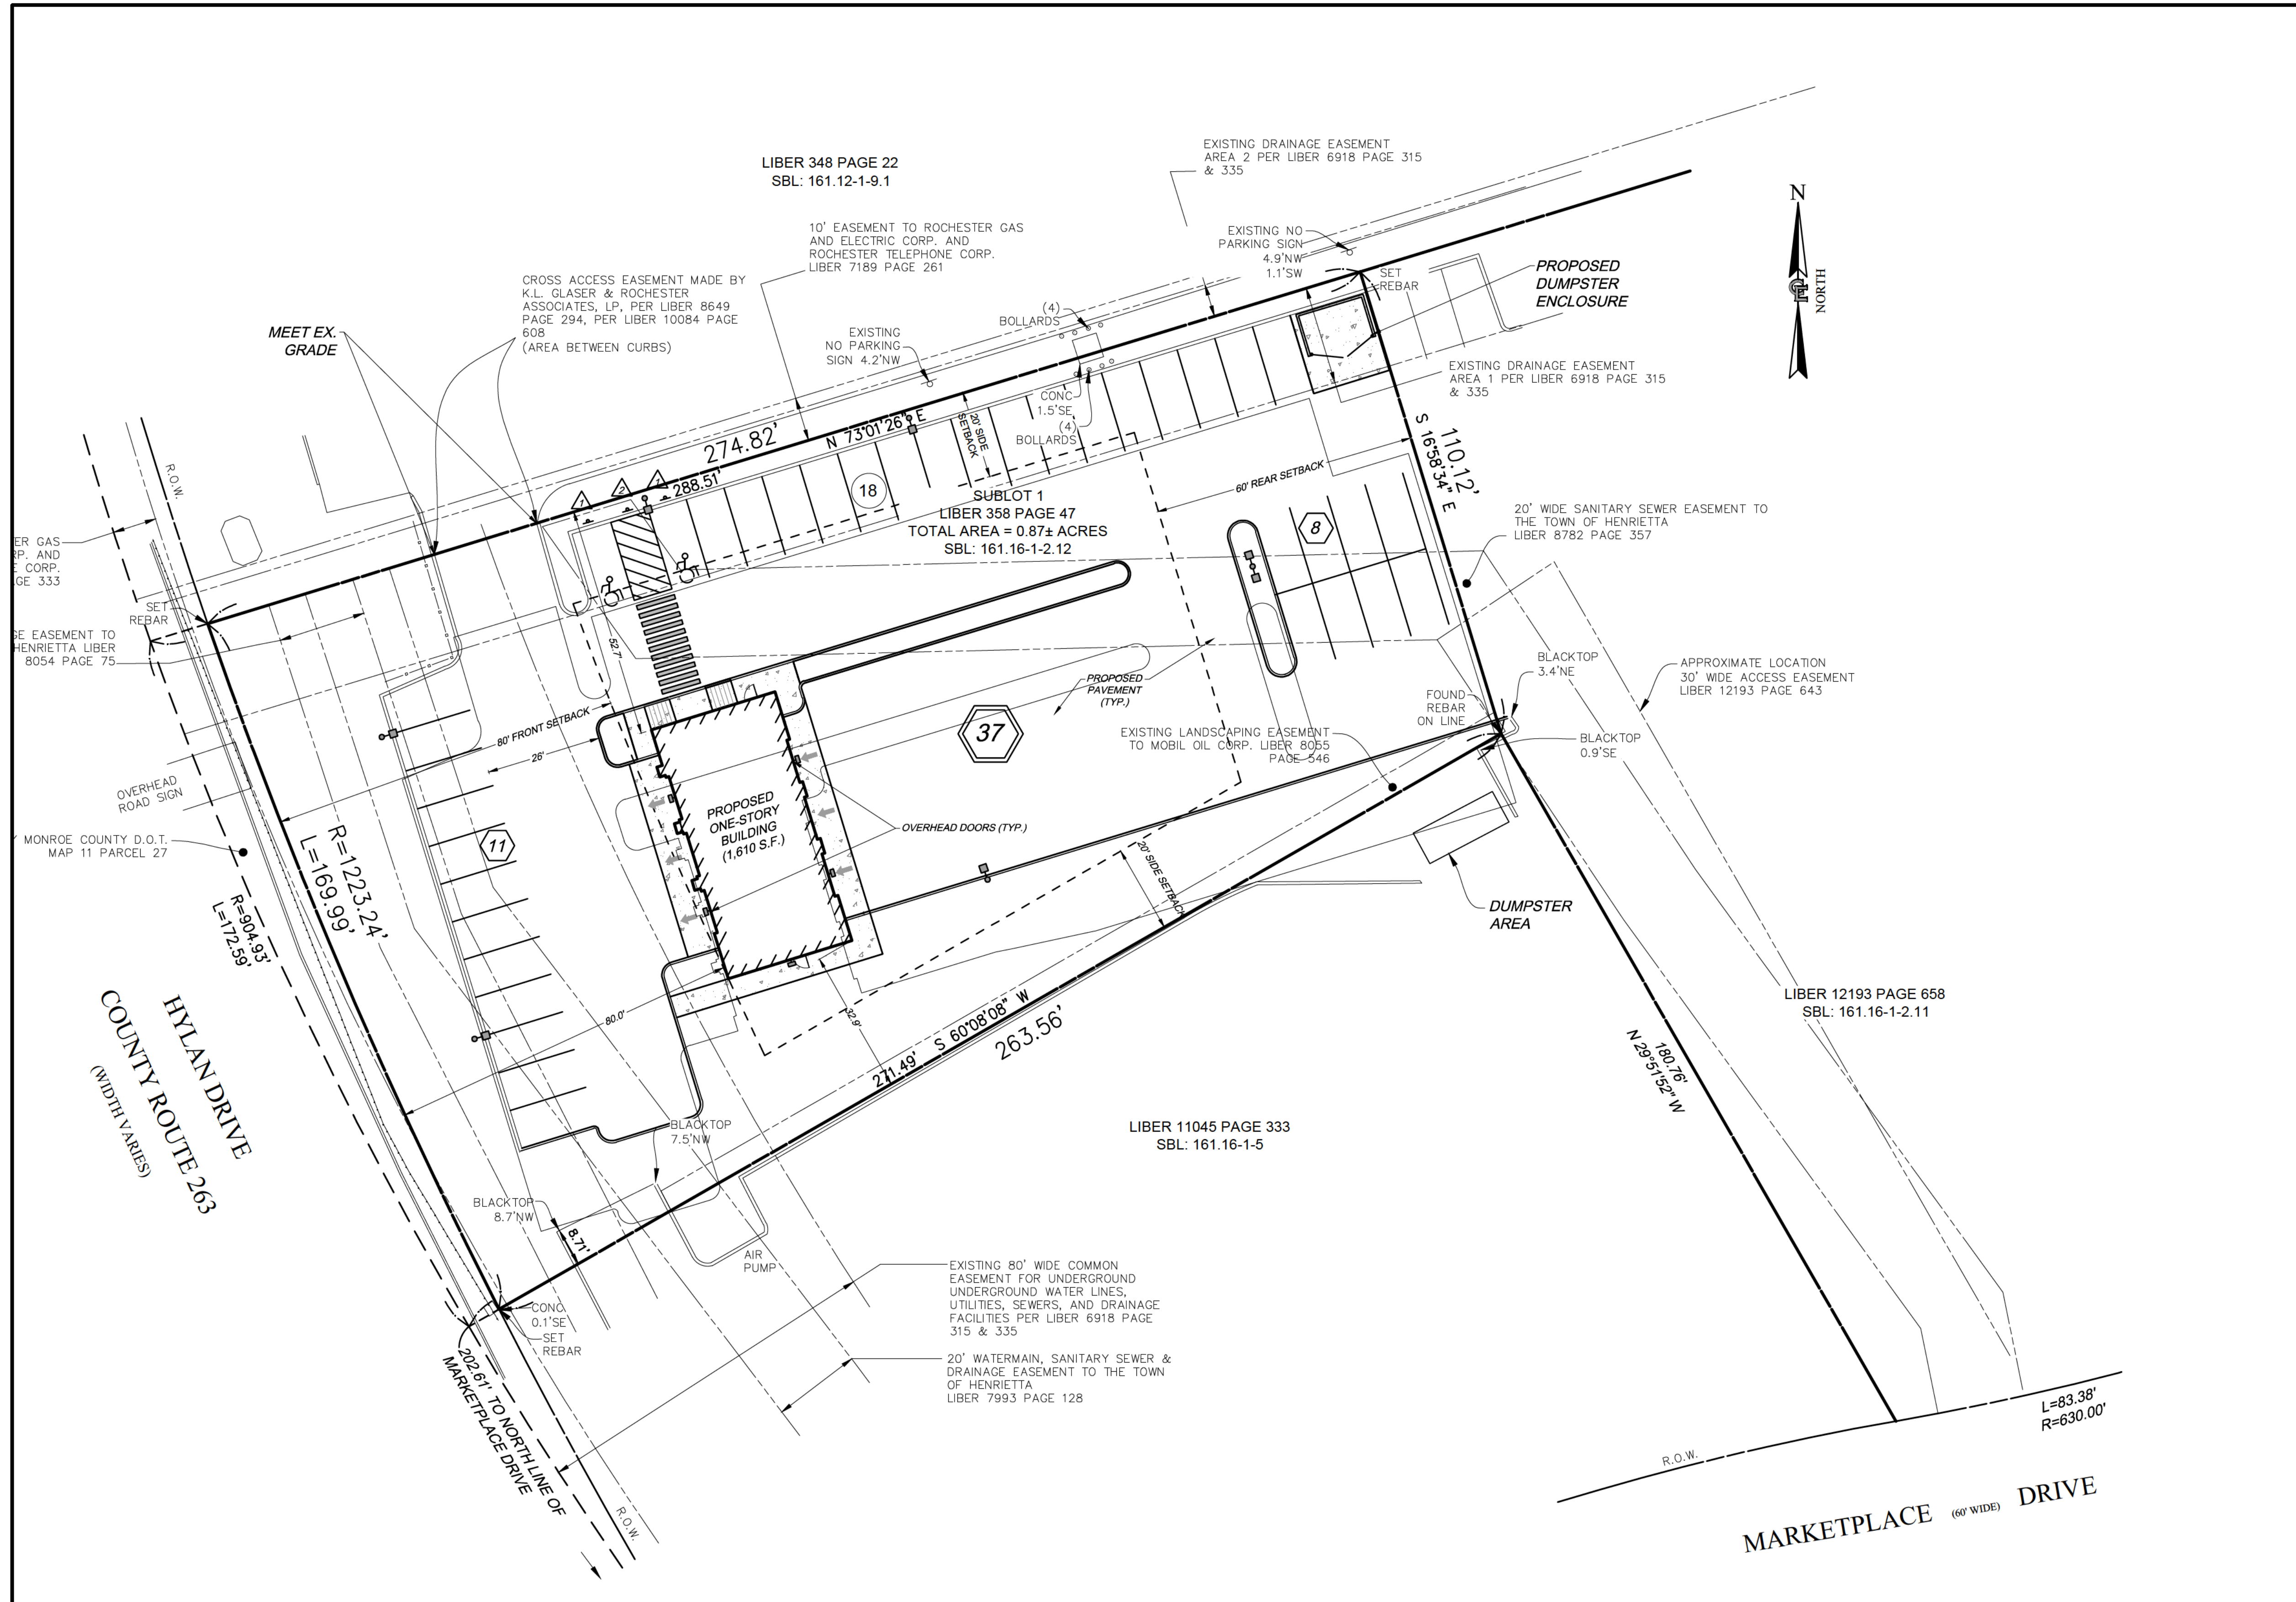 LIBER 348 PAGE 22
SBL: 161.12-1-9.1
EXISTING DRAINAGE EASEMENT
AREA 2 PER LIBER 6918 PAGE 315
& 335
N
NORTH
10' EASEMENT TO ROCHESTER GAS
AND ELECTRIC CORP. AND
ROCHESTER TELEPHONE CORP.
LIBER 7189 PAGE 261
EXISTING NO
PARKING SIGN
4.9'NW
1.1'SW
SET
REBAR
PROPOSED
DUMPSTER
ENCLOSURE
CROSS ACCESS EASEMENT MADE BY
K.L. GLASER & ROCHESTER
ASSOCIATES, LP, PER LIBER 8649
PAGE 294, PER LIBER 10084 PAGE
608
(AREA BETWEEN CURBS)
MEET EX.
GRADE
EXISTING
NO PARKING
SIGN 4.2'NW
(4)
BOLLARDS
CONC
1.5'SE
(4)
BOLLARDS
EXISTING DRAINAGE EASEMENT
AREA 1 PER LIBER 6918 PAGE 315
& 335
R.O.W.
274.82'
N 73°01'26" E
288.51'
20' SIDE
SETBACK
S 16°58'34" E
110.12'
60' REAR SETBACK
1
2
1
18
SUBLOT 1
LIBER 358 PAGE 47
TOTAL AREA = 0.87± ACRES
SBL: 161.16-1-2.12
8
20' WIDE SANITARY SEWER EASEMENT TO
THE TOWN OF HENRIETTA
LIBER 8782 PAGE 357
ER GAS
RP. AND
E CORP.
GE 333
SET
REBAR
GE EASEMENT TO
HENRIETTA LIBER
8054 PAGE 75
52.7'
80' FRONT SETBACK
26'
PROPOSED
PAVEMENT
(TYP.)
37
EXISTING LANDSCAPING EASEMENT
TO MOBIL OIL CORP. LIBER 8055
PAGE 546
FOUND
REBAR
ON LINE
BLACKTOP
3.4'NE
BLACKTOP
0.9'SE
APPROXIMATE LOCATION
30' WIDE ACCESS EASEMENT
LIBER 12193 PAGE 643
OVERHEAD
ROAD SIGN
Y MONROE COUNTY D.O.T.
MAP 11 PARCEL 27
R=1223.24'
L=169.99'
R=904.93'
L=172.59'
11
PROPOSED
ONE-STORY
BUILDING
(1,610 S.F.)
OVERHEAD DOORS (TYP.)
20' SIDE SETBACK
DUMPSTER
AREA
80.0'
32.9'
271.49'
S 60°08'08" W
263.56'
HYLAN DRIVE
COUNTY ROUTE 263
(WIDTH VARIES)
LIBER 12193 PAGE 658
SBL: 161.16-1-2.11
180.76'
N 29°51'52" W
LIBER 11045 PAGE 333
SBL: 161.16-1-5
BLACKTOP
7.5'NW
BLACKTOP
8.7'NW
8.71'
AIR
PUMP
CONC
0.1'SE
SET
REBAR
EXISTING 80' WIDE COMMON
EASEMENT FOR UNDERGROUND
UNDERGROUND WATER LINES,
UTILITIES, SEWERS, AND DRAINAGE
FACILITIES PER LIBER 6918 PAGE
315 & 335
20' WATERMAIN, SANITARY SEWER &
DRAINAGE EASEMENT TO THE TOWN
OF HENRIETTA
LIBER 7993 PAGE 128
202.61' TO NORTH LINE OF
MARKETPLACE DRIVE
R.O.W.
L=83.38'
R=630.00'
R.O.W.
MARKETPLACE (60' WIDE) DRIVE